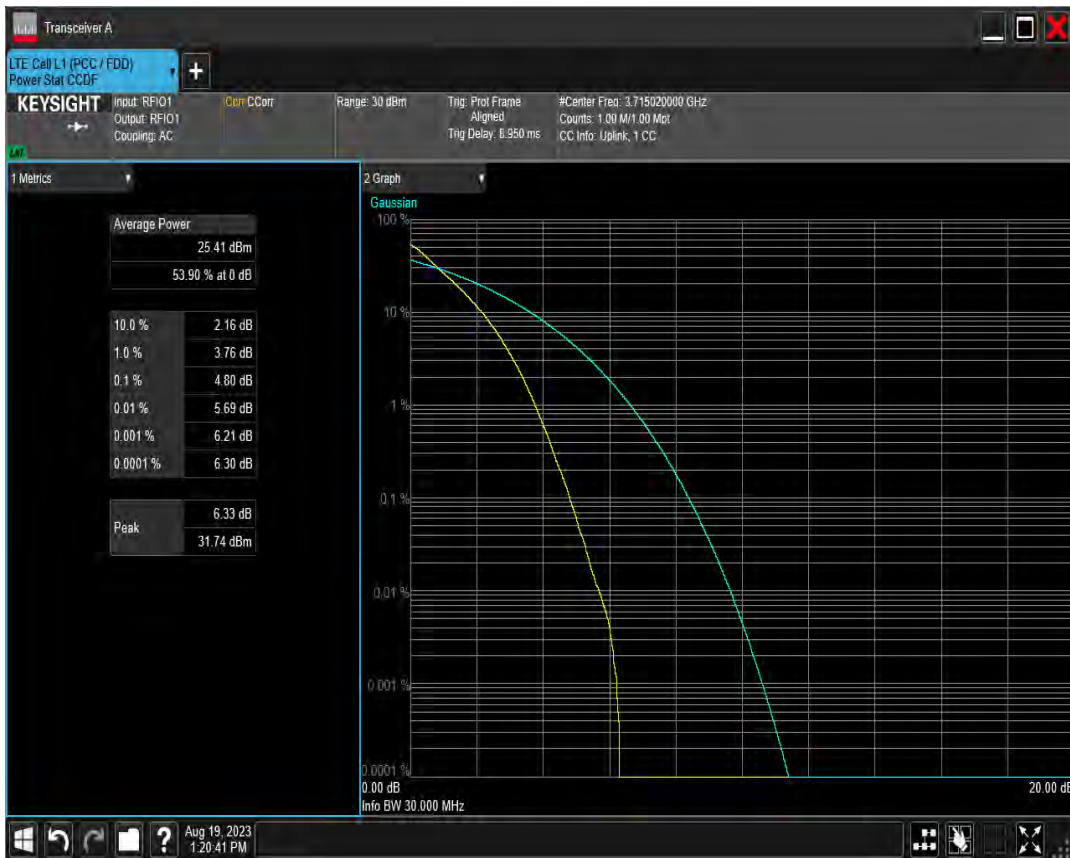 Transceiver A
LTE Cell L1 (PCC / FDD)
Power Stat CCDF
+
KEYSIGHT
Input: RFIO1
Output: RFIO1
Coupling: AC
Corr CCorr
Range: 30 dBm
Trig: Prot Frame
Aligned
Trig Delay: 8.950 ms
#Center Freq: 3.715020000 GHz
Counts: 1.00 M/1.00 Mpt
CC Info: Uplink, 1 CC
LXI
1 Metrics
Average Power
25.41 dBm
53.90 % at 0 dB
10.0 % 2.16 dB
1.0 % 3.76 dB
0.1 % 4.80 dB
0.01 % 5.69 dB
0.001 % 6.21 dB
0.0001 % 6.30 dB
Peak
6.33 dB
31.74 dBm
2 Graph
Gaussian
100 %
10 %
1 %
0.1 %
0.01 %
0.001 %
0.0001 %
0.00 dB
20.00 dB
Info BW 30.000 MHz
?
Aug 19, 2023
1:20:41 PM